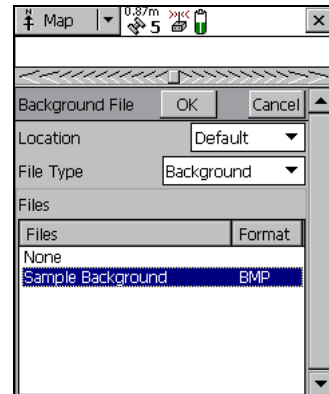 N Map 0.87m 5
Background File OK Cancel
Location Default
File Type Background
Files
Files Format
None
Sample Background BMP